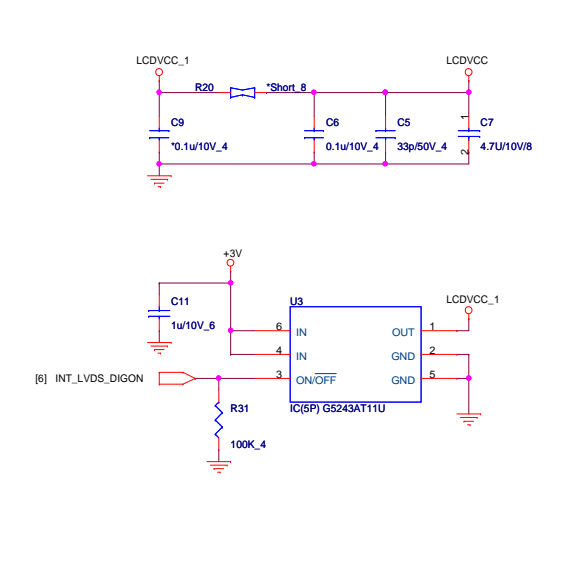 LCDVCC_1
LCDVCC
R20
*Short_8
C9
*0.1u/10V_4
C6
0.1u/10V_4
C5
33p/50V_4
1
C7
2
4.7U/10V/8
+3V
C11
1u/10V_6
U3
LCDVCC_1
6 IN
OUT 1
4 IN
GND 2
[6] INT_LVDS_DIGON
3 ON/OFF
GND 5
R31
100K_4
IC(5P) G5243AT11U